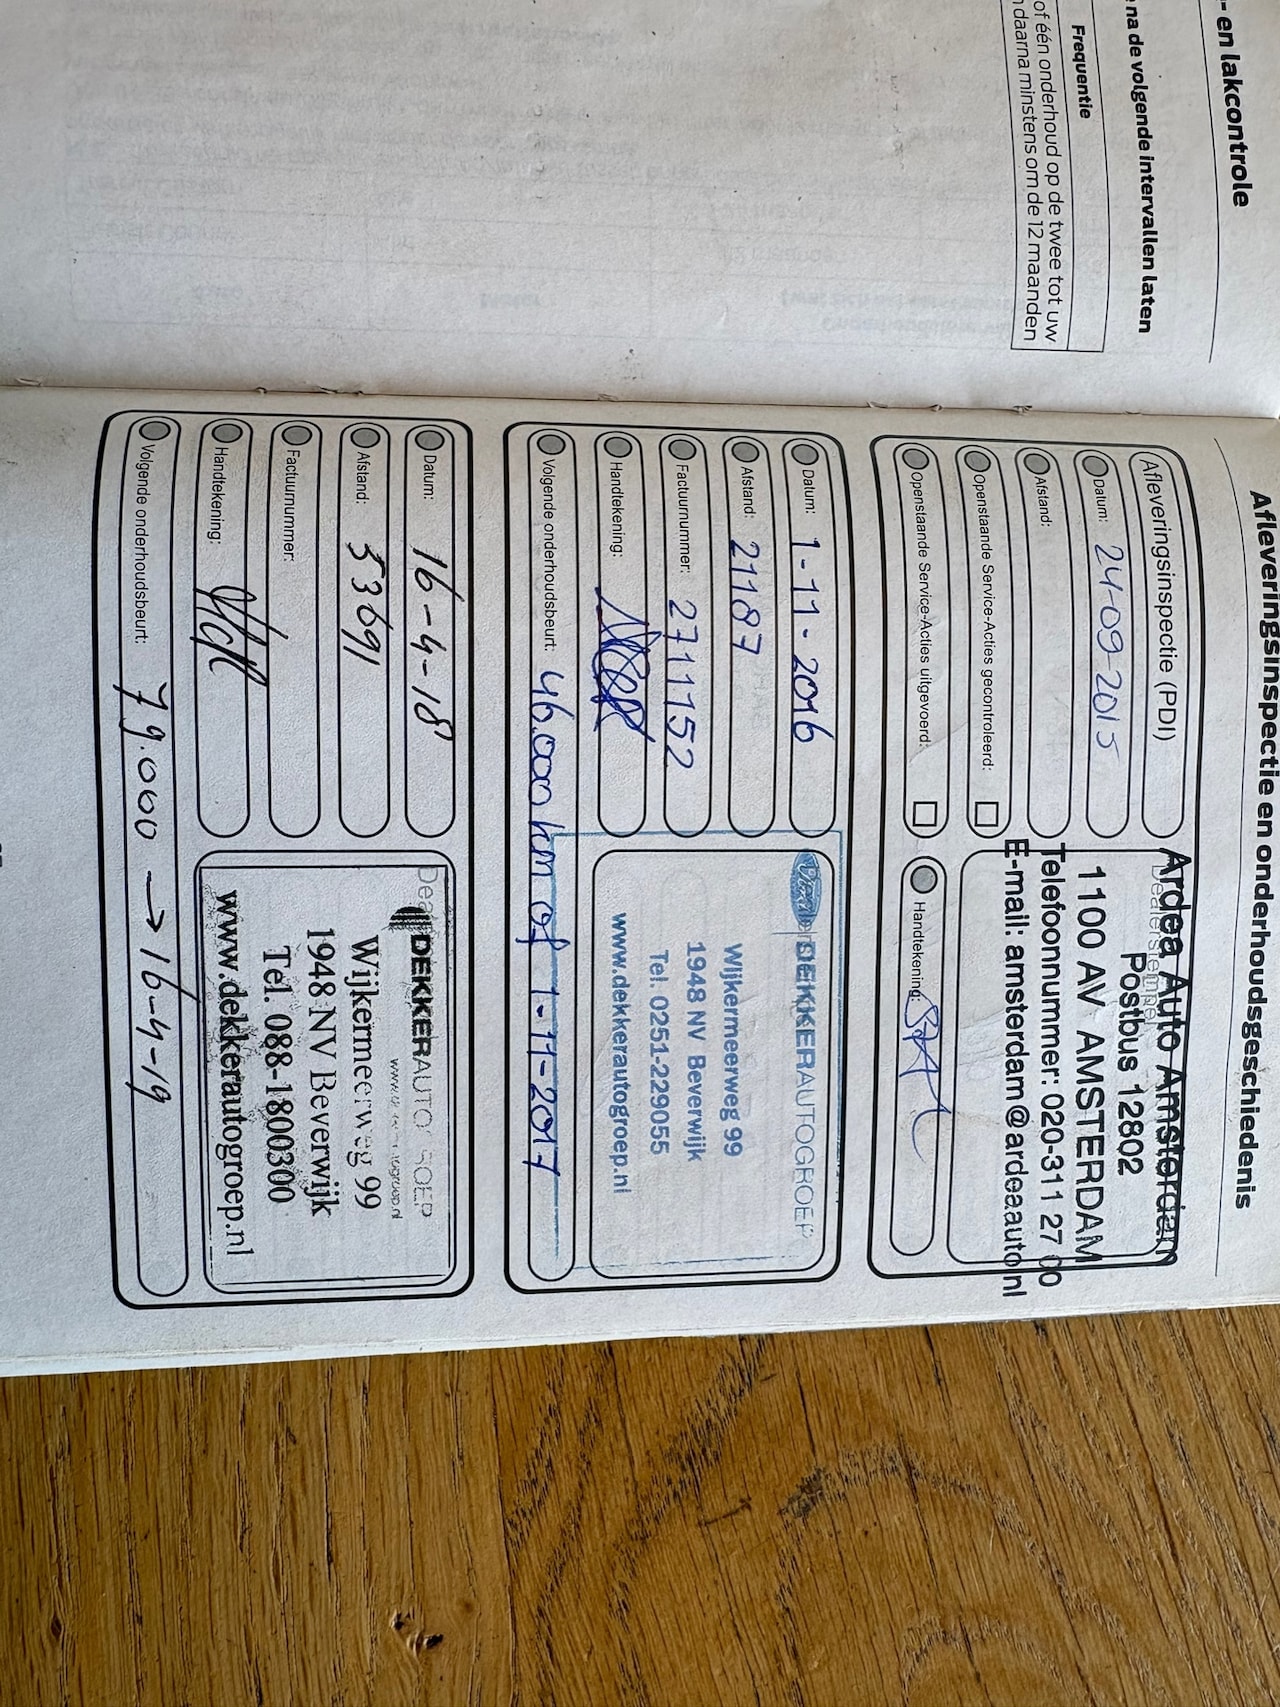 - en lakcontrole
na de volgende intervallen laten
Frequentie
of één onderhoud op de twee tot uw
daarna minstens om de 12 maanden
Afleveringsinspectie en onderhoudsgeschiedenis
Afleveringsinspectie (PDI)
Datum: 24-09-2015
Afstand:
Openstaande Service-Acties gecontroleerd:
Openstaande Service-Acties uitgevoerd:
Dealerstempel
Ardea Auto Amsterdam
Postbus 12802
1100 AV AMSTERDAM
Telefoonnummer: 020-311 27 00
E-mail: amsterdam@ardeaauto.nl
Handtekening:
Datum: 1-11-2016
Afstand: 21187
Factuurnummer: 2711152
Handtekening:
Volgende onderhoudsbeurt: 46.000 km of 1-11-2017
DEKKERAUTOGROEP
Wijkermeerweg 99
1948 NV Beverwijk
Tel. 0251-229055
www.dekkerautogroep.nl
Datum: 16-4-18
Afstand: 53691
Factuurnummer:
Handtekening:
Volgende onderhoudsbeurt: 79.000 → 16-4-19
DEKKERAUTOGROEP
Wijkermeerweg 99
1948 NV Beverwijk
Tel. 088-1800300
www.dekkerautogroep.nl